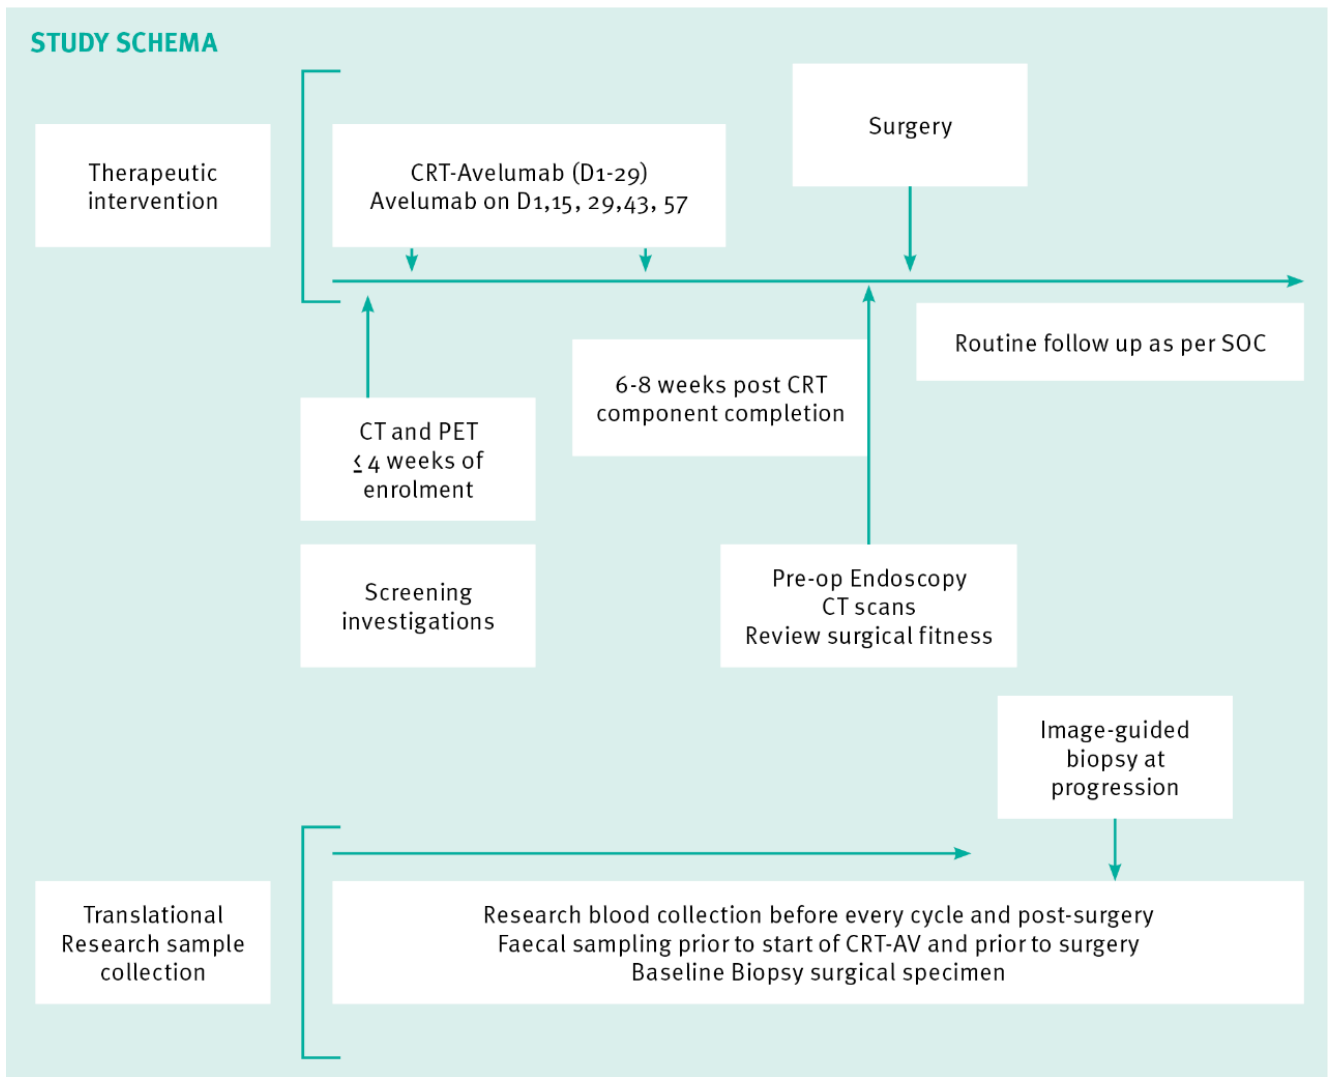 STUDY SCHEMA
Therapeutic
intervention
CRT-Avelumab (D1-29)
Avelumab on D1,15, 29,43, 57
Surgery
Routine follow up as per SOC
6-8 weeks post CRT
component completion
CT and PET
≤ 4 weeks of
enrolment
Screening
investigations
Pre-op Endoscopy
CT scans
Review surgical fitness
Image-guided
biopsy at
progression
Translational
Research sample
collection
Research blood collection before every cycle and post-surgery
Faecal sampling prior to start of CRT-AV and prior to surgery
Baseline Biopsy surgical specimen